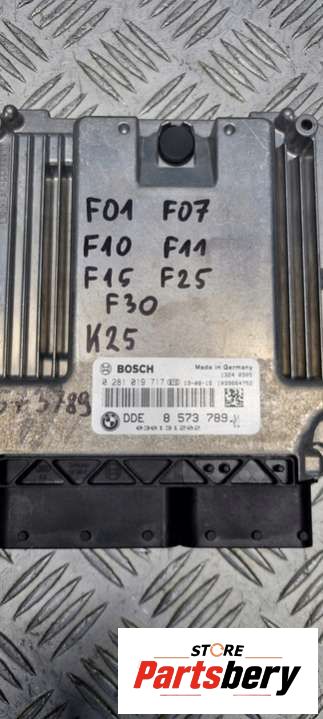 F01 F07
F10 F11
F15 F25
F30
K25
BOSCH
Made in Germany
0 281 019 717
DDE 8 573 789
030131202
STORE
Partsbery